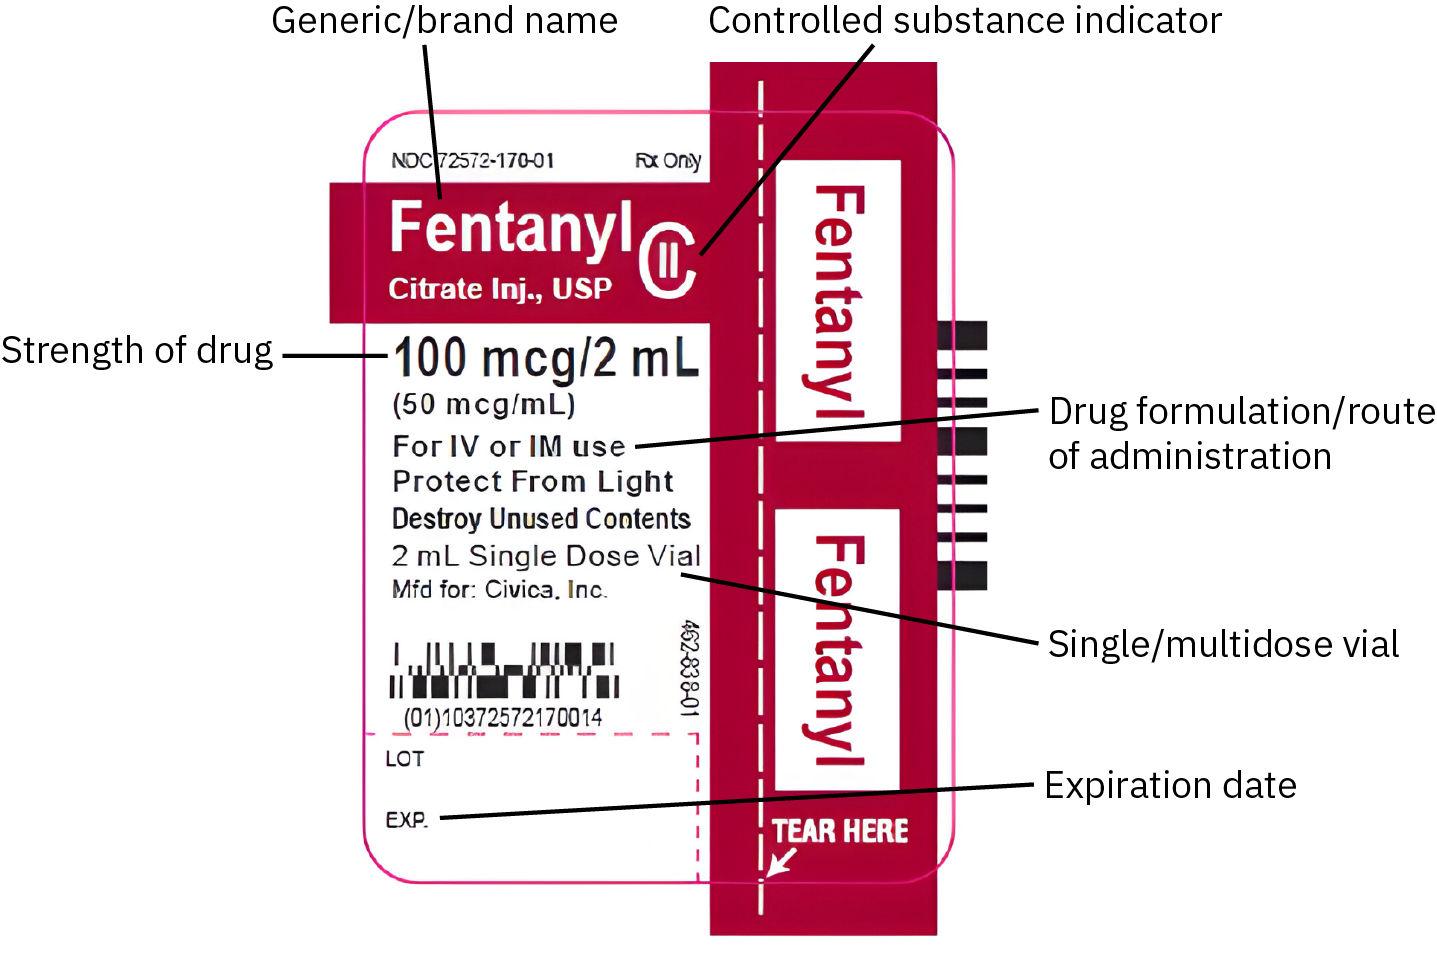 Generic/brand name
Controlled substance indicator
NDC 72572-170-01
Rx Only
Fentanyl
CII
Citrate Inj., USP
Strength of drug
100 mcg/2 mL
(50 mcg/mL)
For IV or IM use
Protect From Light
Destroy Unused Contents
2 mL Single Dose Vial
Mfd for: Civica, Inc.
462-838-01
(01)10372572170014
LOT
EXP.
Fentanyl
Fentanyl
TEAR HERE
Drug formulation/route
of administration
Single/multidose vial
Expiration date